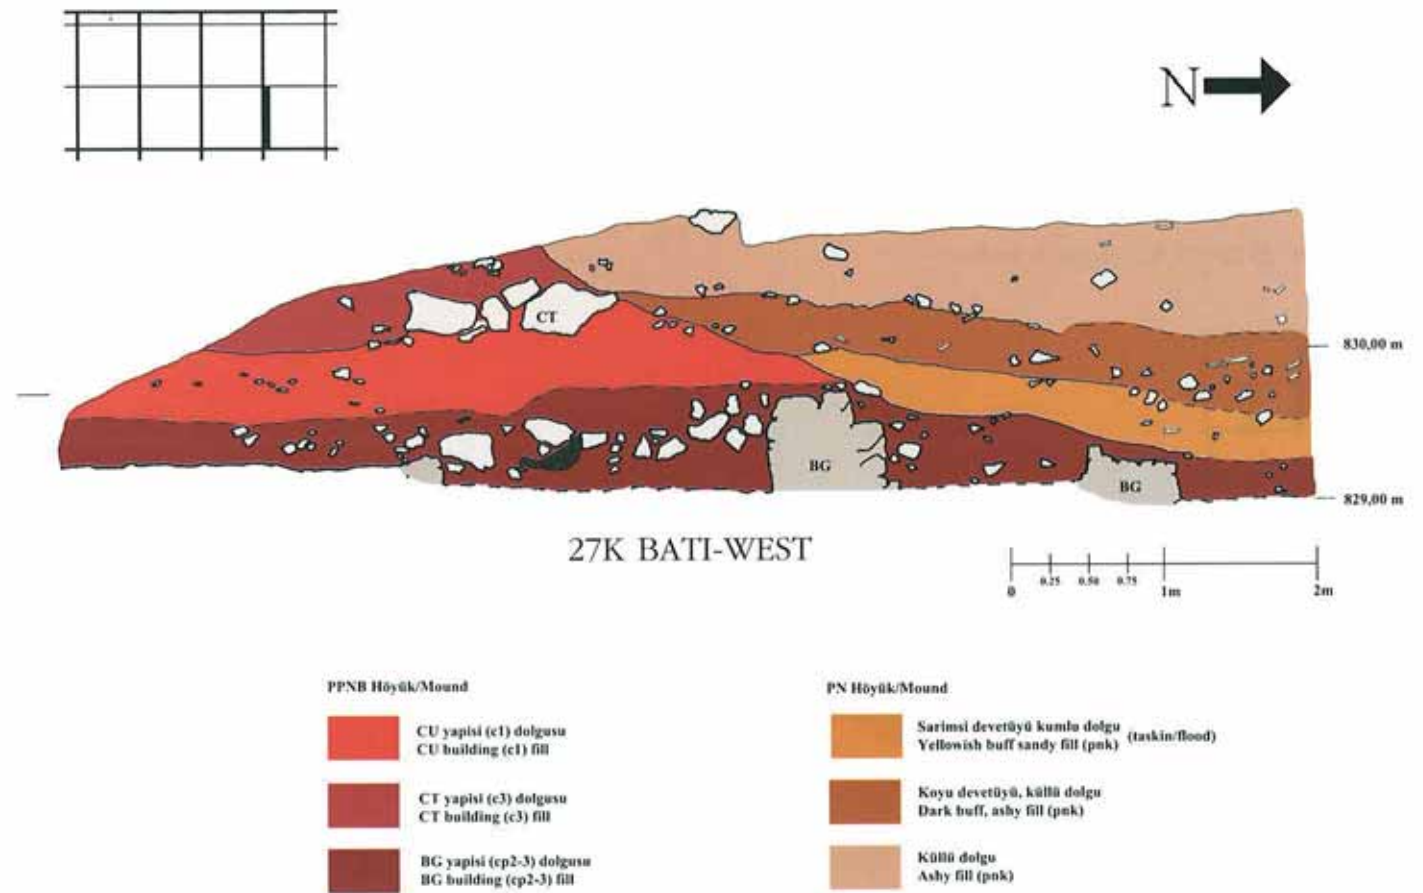 N
CT
830,00 m
BG
BG
829,00 m
27K BATI-WEST
0
0.25
0.50
0.75
1m
2m
PPNB Höyük/Mound
CU yapisi (c1) dolgusu
CU building (c1) fill
CT yapisi (c3) dolgusu
CT building (c3) fill
BG yapisi (cp2-3) dolgusu
BG building (cp2-3) fill
PN Höyük/Mound
Sarimsi devetüyü kumlu dolgu
Yellowish buff sandy fill (pnk)
(taskin/flood)
Koyu devetüyü, küllü dolgu
Dark buff, ashy fill (pnk)
Küllü dolgu
Ashy fill (pnk)